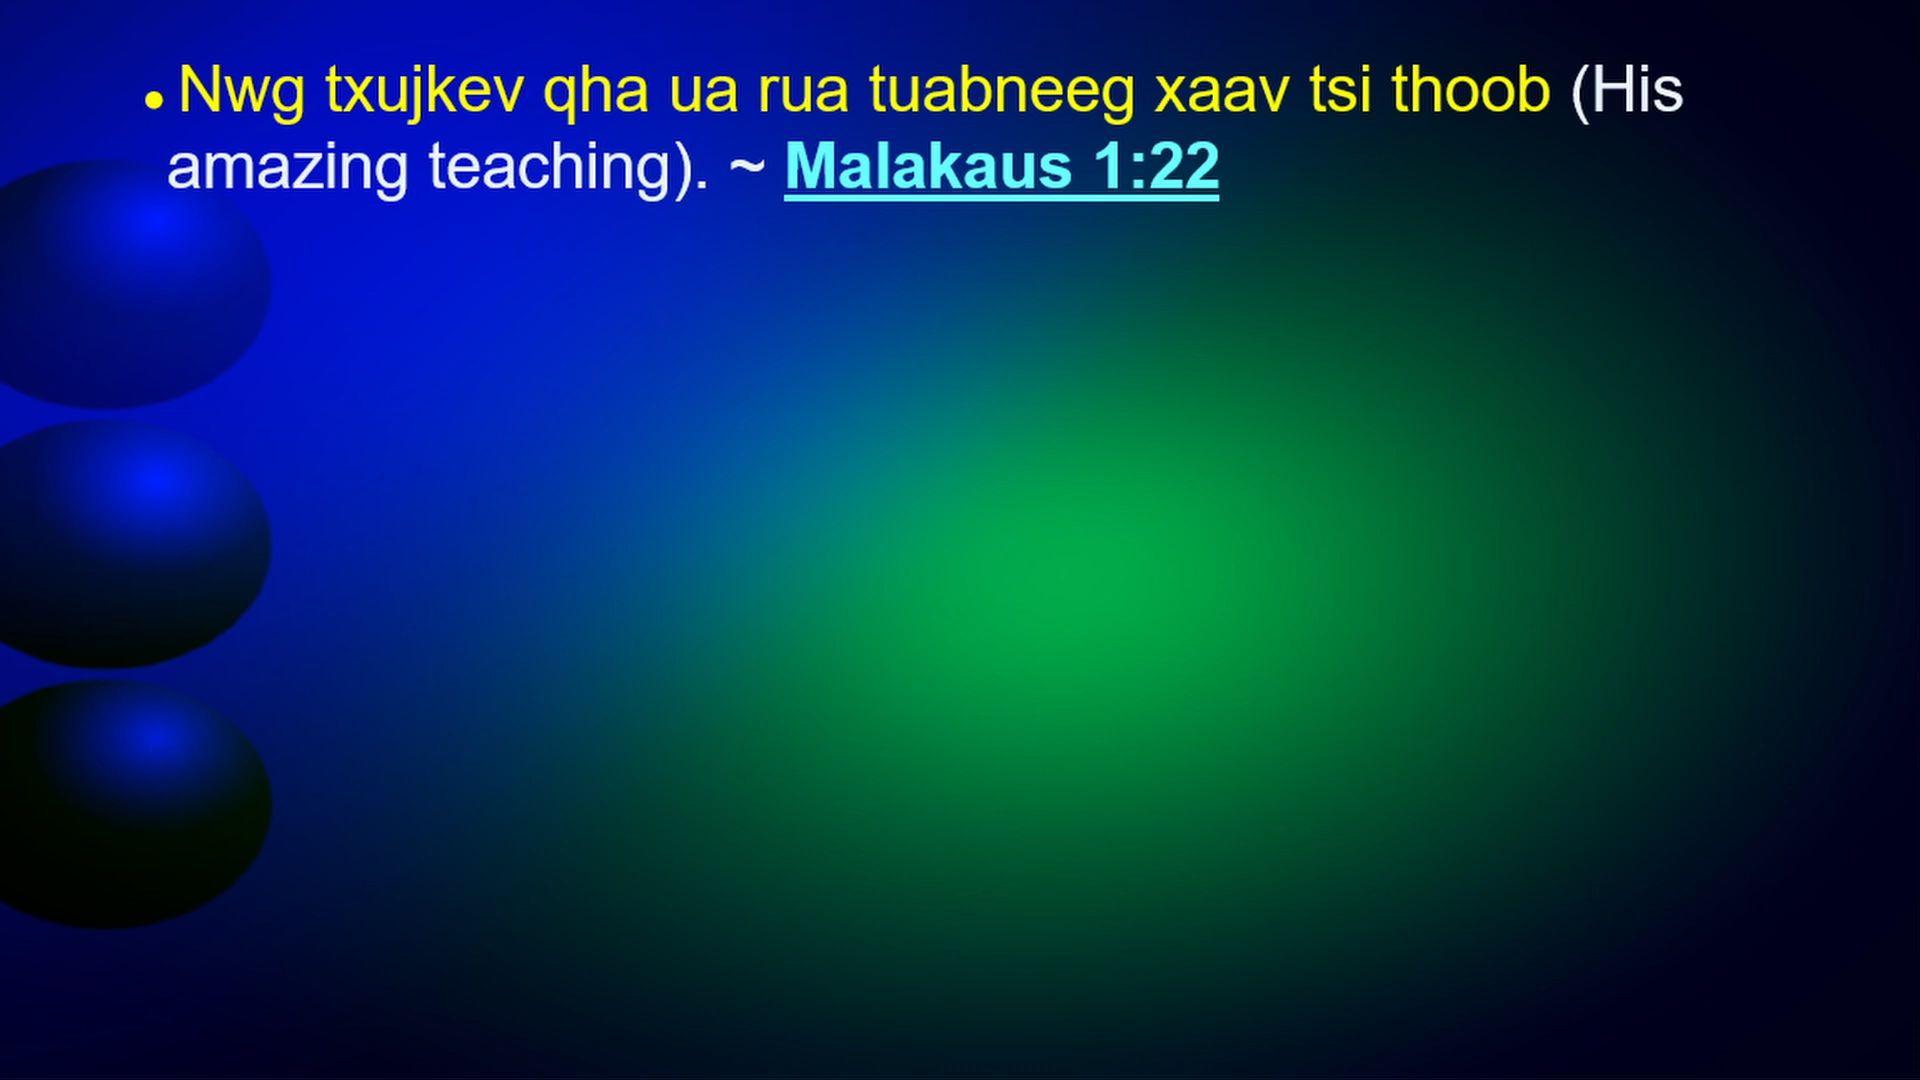 • Nwg txujkev qha ua rua tuabneeg xaav tsi thoob (His
amazing teaching). ~ Malakaus 1:22